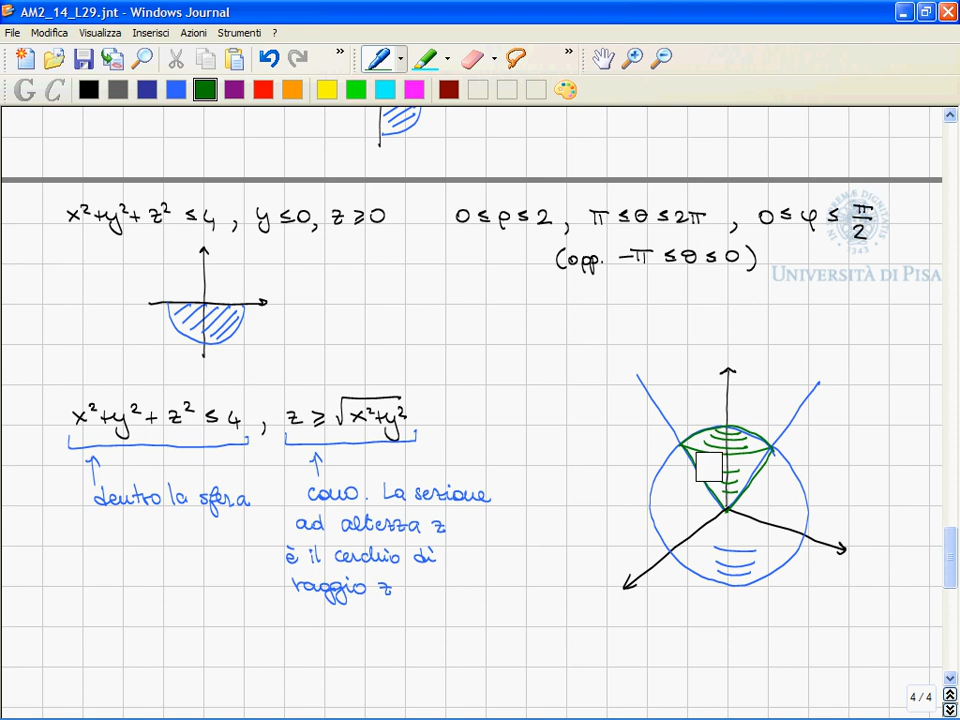 AM2_14_L29.jnt - Windows Journal
File Modifica Visualizza Inserisci Azioni Strumenti ?
» »
G C
x²+y²+z² ≤ 4, y ≤ 0, z ≥ 0 0 ≤ ρ ≤ 2, π ≤ θ ≤ 2π, 0 ≤ φ ≤ π/2
(opp. -π ≤ θ ≤ 0)
UNIVERSITÀ DI PISA
x²+y²+z² ≤ 4, z ≥ √x²+y²
dentro la sfera
cono. La sezione
ad altezza z
è il cerchio di
raggio z
4 / 4